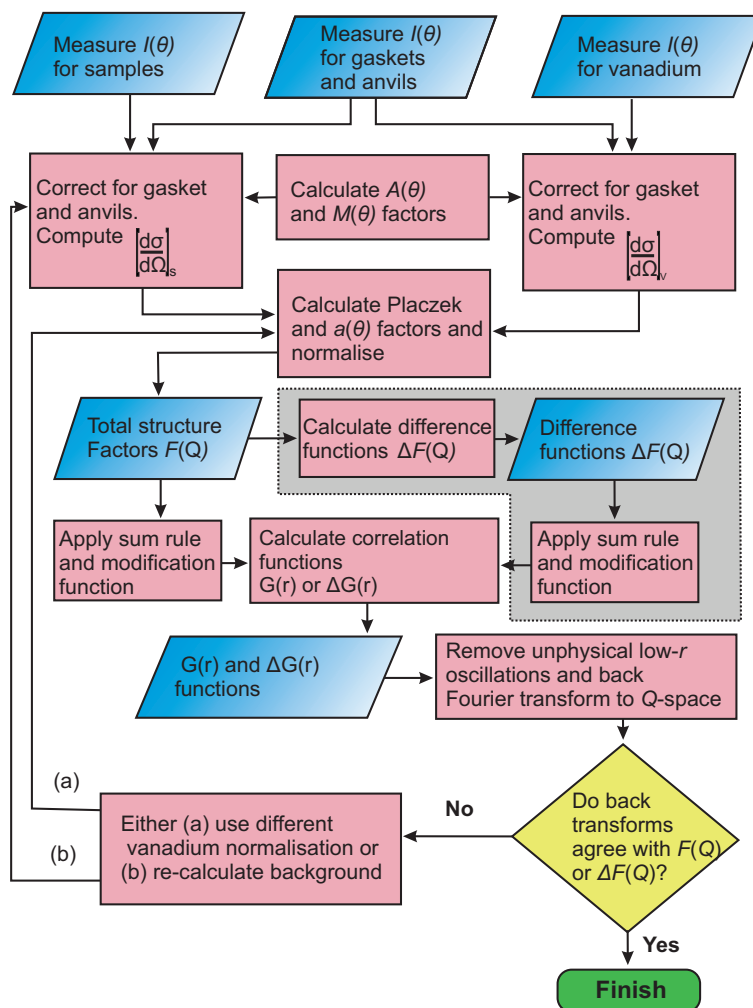 Measure I(θ)
for samples
Measure I(θ)
for gaskets
and anvils
Measure I(θ)
for vanadium
Correct for gasket
and anvils.
Compute [dσ/dΩ]s
Calculate A(θ)
and M(θ) factors
Correct for gasket
and anvils.
Compute [dσ/dΩ]v
Calculate Placzek
and a(θ) factors and
normalise
Total structure
Factors F(Q)
Calculate difference
functions ΔF(Q)
Difference
functions ΔF(Q)
Apply sum rule
and modification
function
Calculate correlation
functions
G(r) or ΔG(r)
Apply sum rule
and modification
function
G(r) and ΔG(r)
functions
Remove unphysical low-r
oscillations and back
Fourier transform to Q-space
(a)
(b)
Either (a) use different
vanadium normalisation or
(b) re-calculate background
No
Do back
transforms
agree with F(Q)
or ΔF(Q)?
Yes
Finish